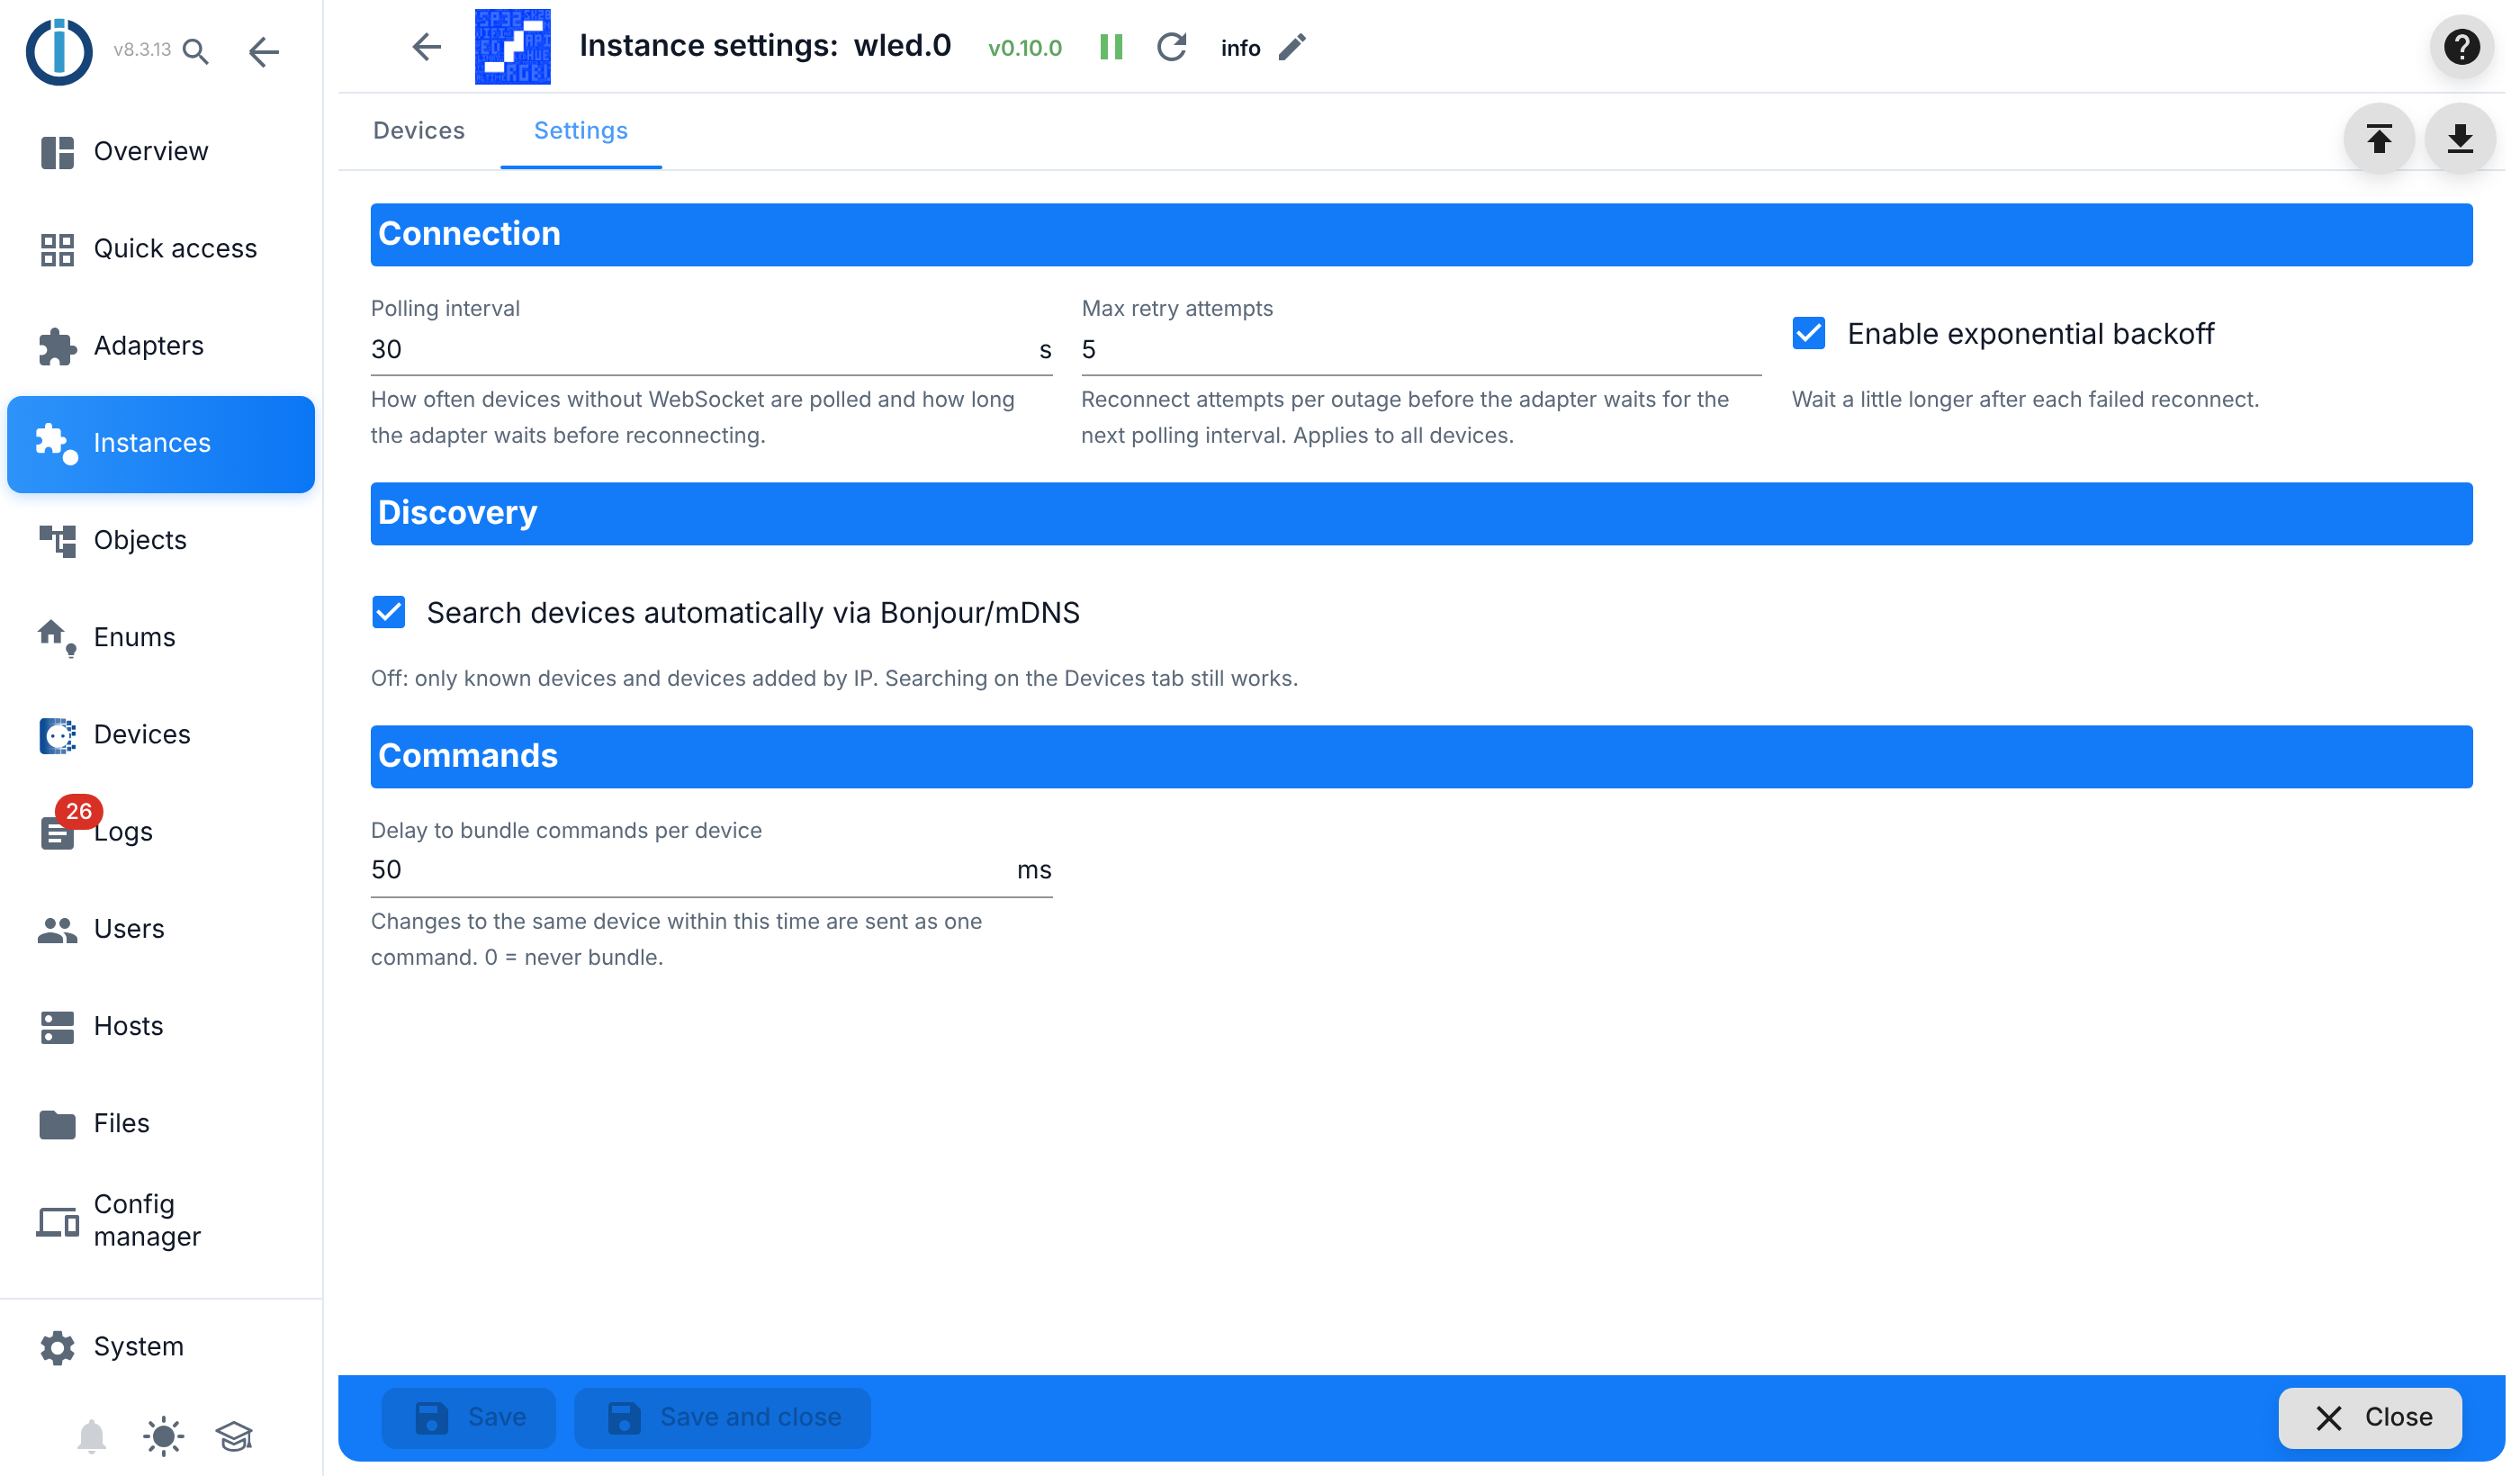 v8.3.13
Overview
Quick access
Adapters
Instances
Objects
Enums
Devices
26
Logs
Users
Hosts
Files
Config
manager
System
Instance settings: wled.0 v0.10.0 info
Devices Settings
Connection
Polling interval
30 s
How often devices without WebSocket are polled and how long
the adapter waits before reconnecting.
Max retry attempts
5
Reconnect attempts per outage before the adapter waits for the
next polling interval. Applies to all devices.
Enable exponential backoff
Wait a little longer after each failed reconnect.
Discovery
Search devices automatically via Bonjour/mDNS
Off: only known devices and devices added by IP. Searching on the Devices tab still works.
Commands
Delay to bundle commands per device
50 ms
Changes to the same device within this time are sent as one
command. 0 = never bundle.
Save Save and close Close